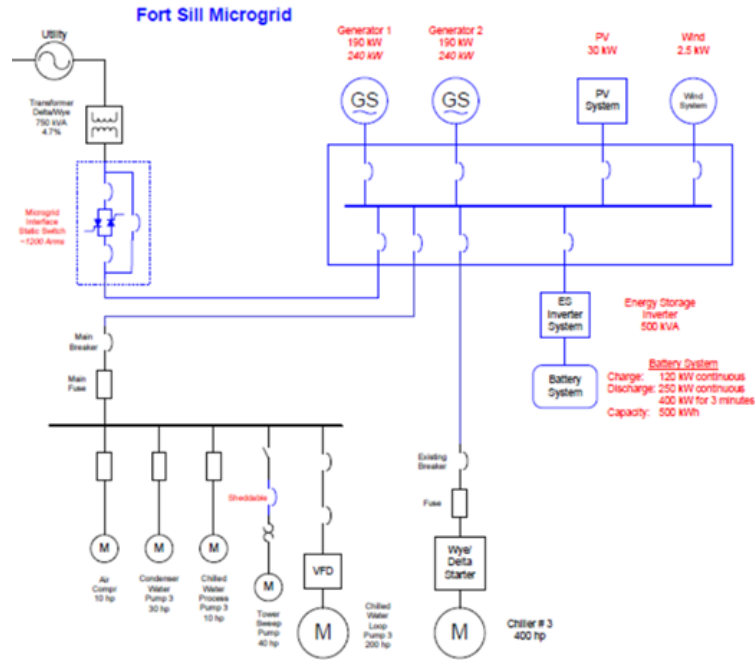 Fort Sill Microgrid
Utility
Transformer
Delta/Wye
750 kVA
4.7%
Generator 1
190 kW
240 kW
Generator 2
190 kW
240 kW
PV
30 kW
Wind
2.5 kW
GS
GS
PV
System
Wind
System
Microgrid
Interface
Static Switch
~1200 Arms
ES
Inverter
System
Energy Storage
Inverter
500 kVA
Battery
System
Battery System
Charge: 120 kW continuous
Discharge: 250 kW continuous
400 kW for 3 minutes
Capacity: 500 kWh
Main
Breaker
Main
Fuse
Existing
Breaker
Fuse
Sheddable
VFD
Wye/
Delta
Starter
M
M
M
M
M
M
Air
Compr
10 hp
Condenser
Water
Pump 3
30 hp
Chilled
Water
Process
Pump 3
10 hp
Tower
Sweep
Pump
40 hp
Chilled
Water
Loop
Pump 3
200 hp
Chiller # 3
400 hp